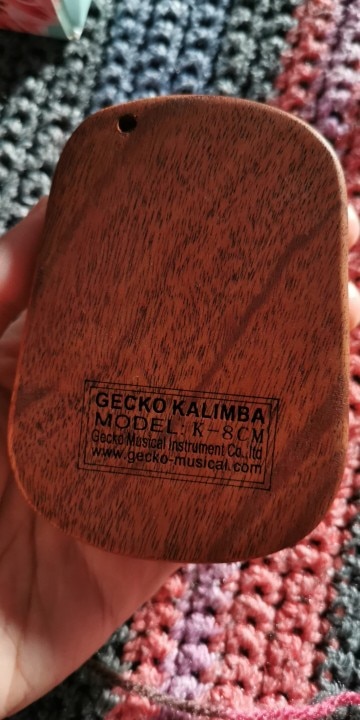 GECKO KALIMBA
MODEL: K-8CM
Gecko Musical Instrument Co.,ltd
www.gecko-musical.com